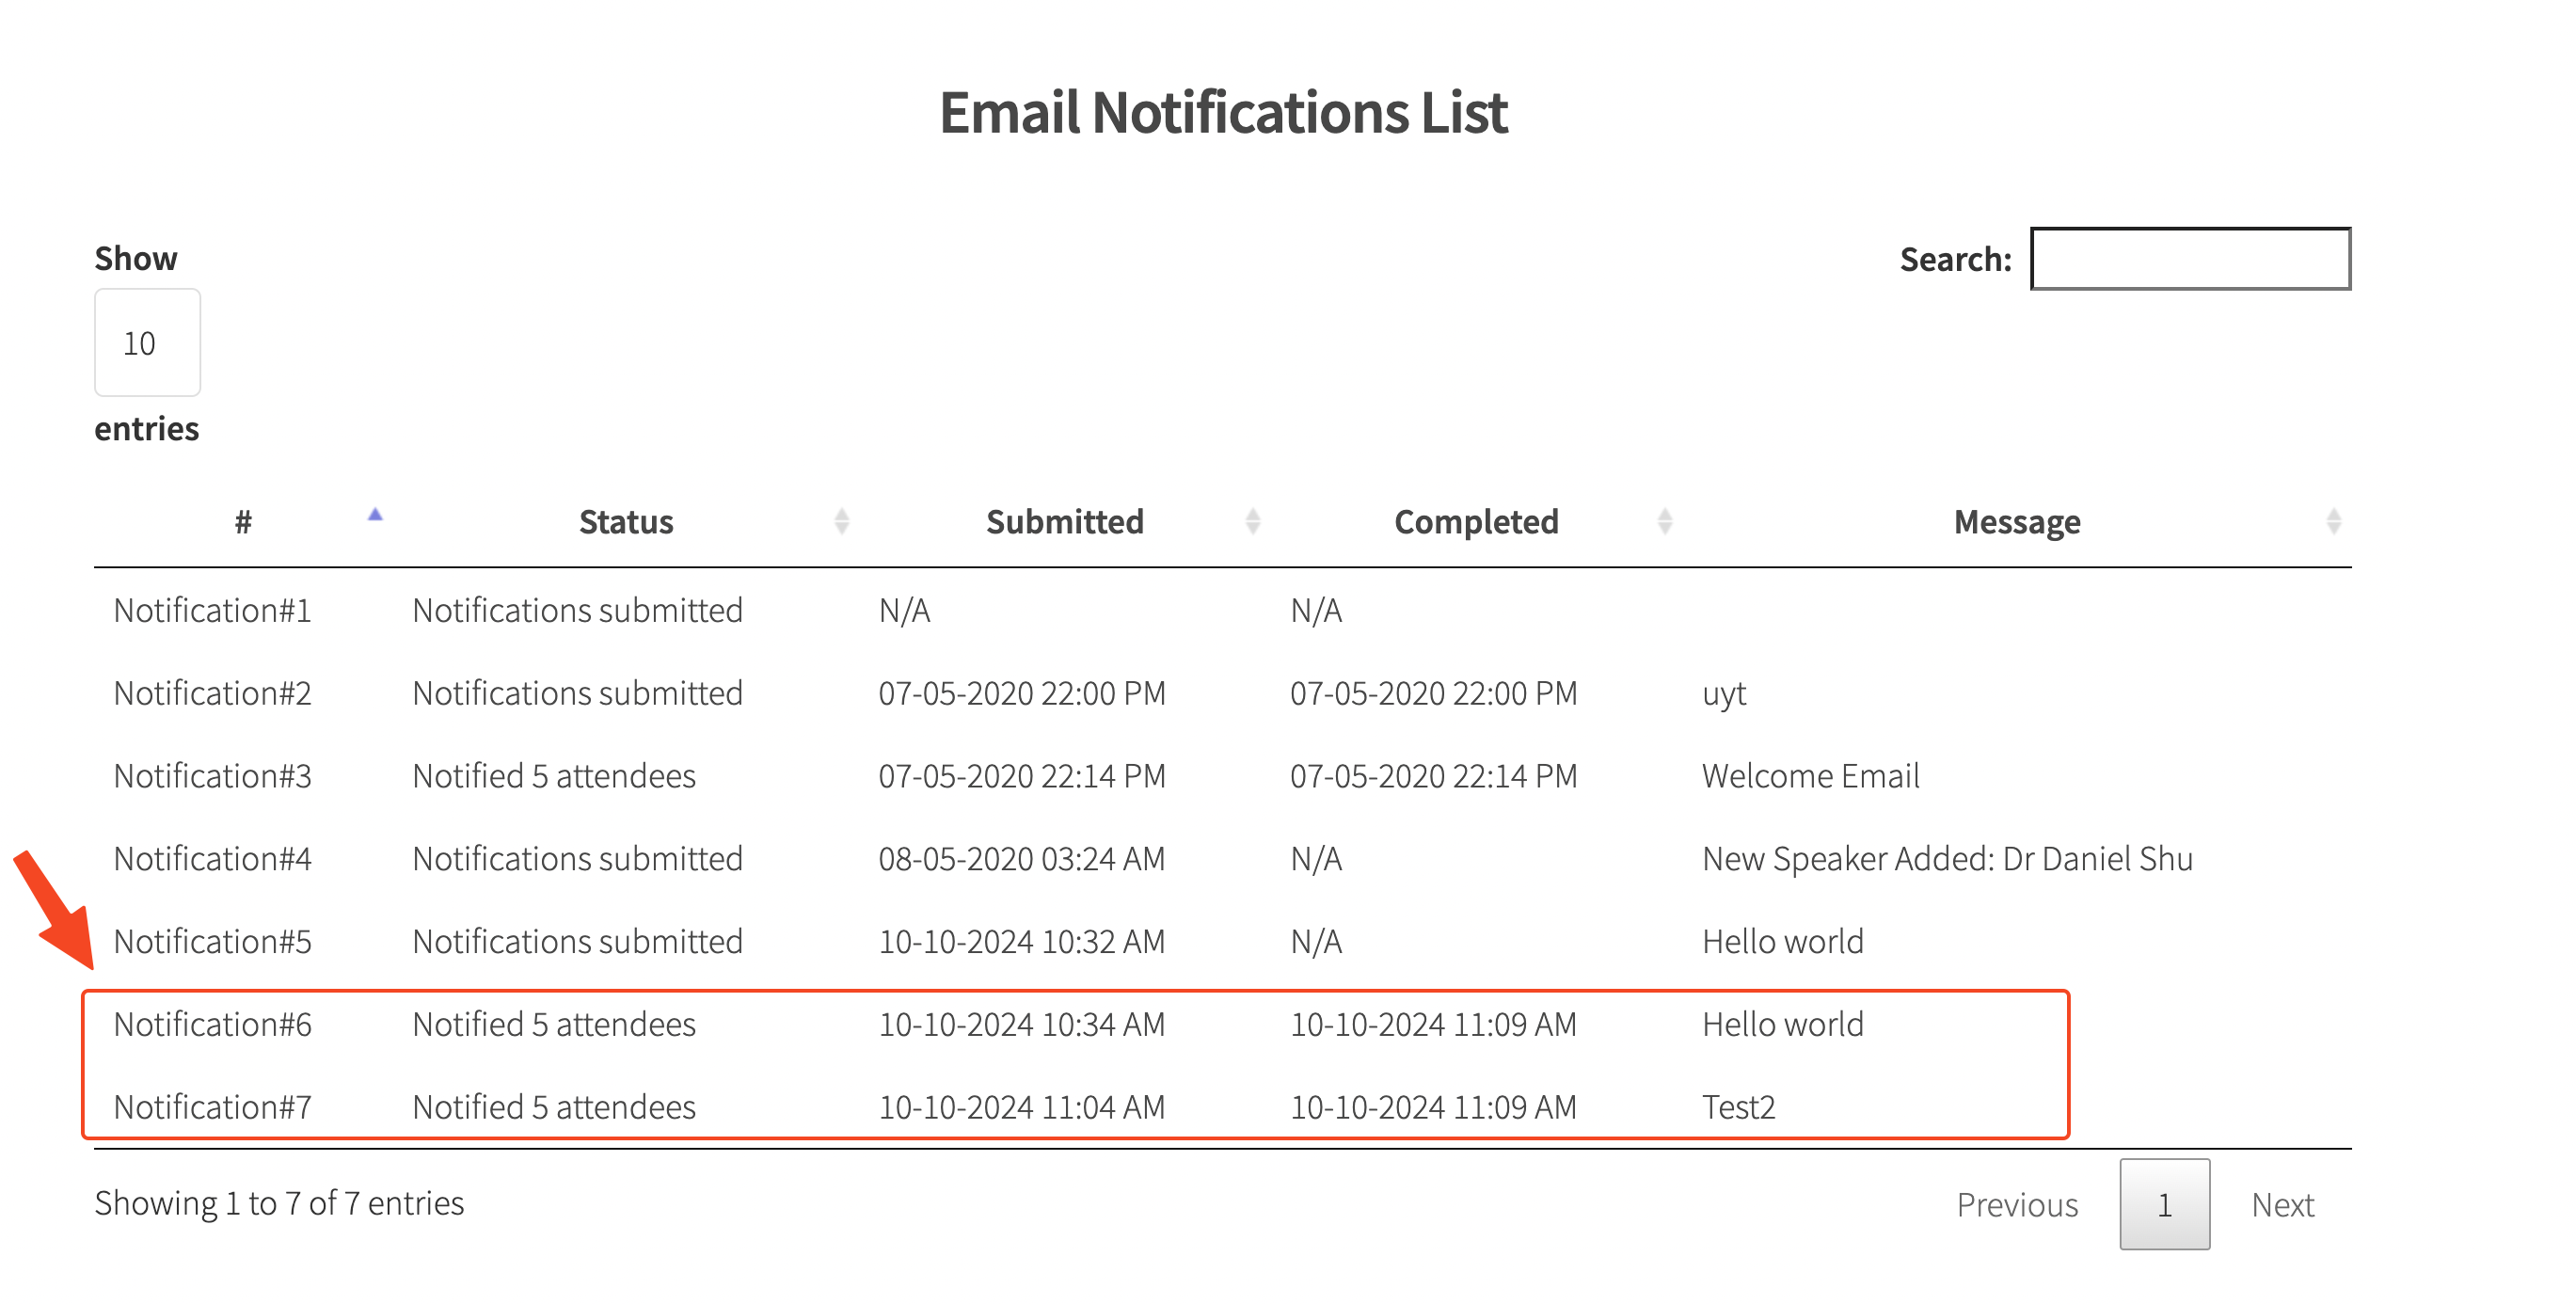 Email Notifications List
Show
10
entries
Search:
# Status Submitted Completed Message
Notification#1 Notifications submitted N/A N/A
Notification#2 Notifications submitted 07-05-2020 22:00 PM 07-05-2020 22:00 PM uyt
Notification#3 Notified 5 attendees 07-05-2020 22:14 PM 07-05-2020 22:14 PM Welcome Email
Notification#4 Notifications submitted 08-05-2020 03:24 AM N/A New Speaker Added: Dr Daniel Shu
Notification#5 Notifications submitted 10-10-2024 10:32 AM N/A Hello world
Notification#6 Notified 5 attendees 10-10-2024 10:34 AM 10-10-2024 11:09 AM Hello world
Notification#7 Notified 5 attendees 10-10-2024 11:04 AM 10-10-2024 11:09 AM Test2
Showing 1 to 7 of 7 entries
Previous 1 Next